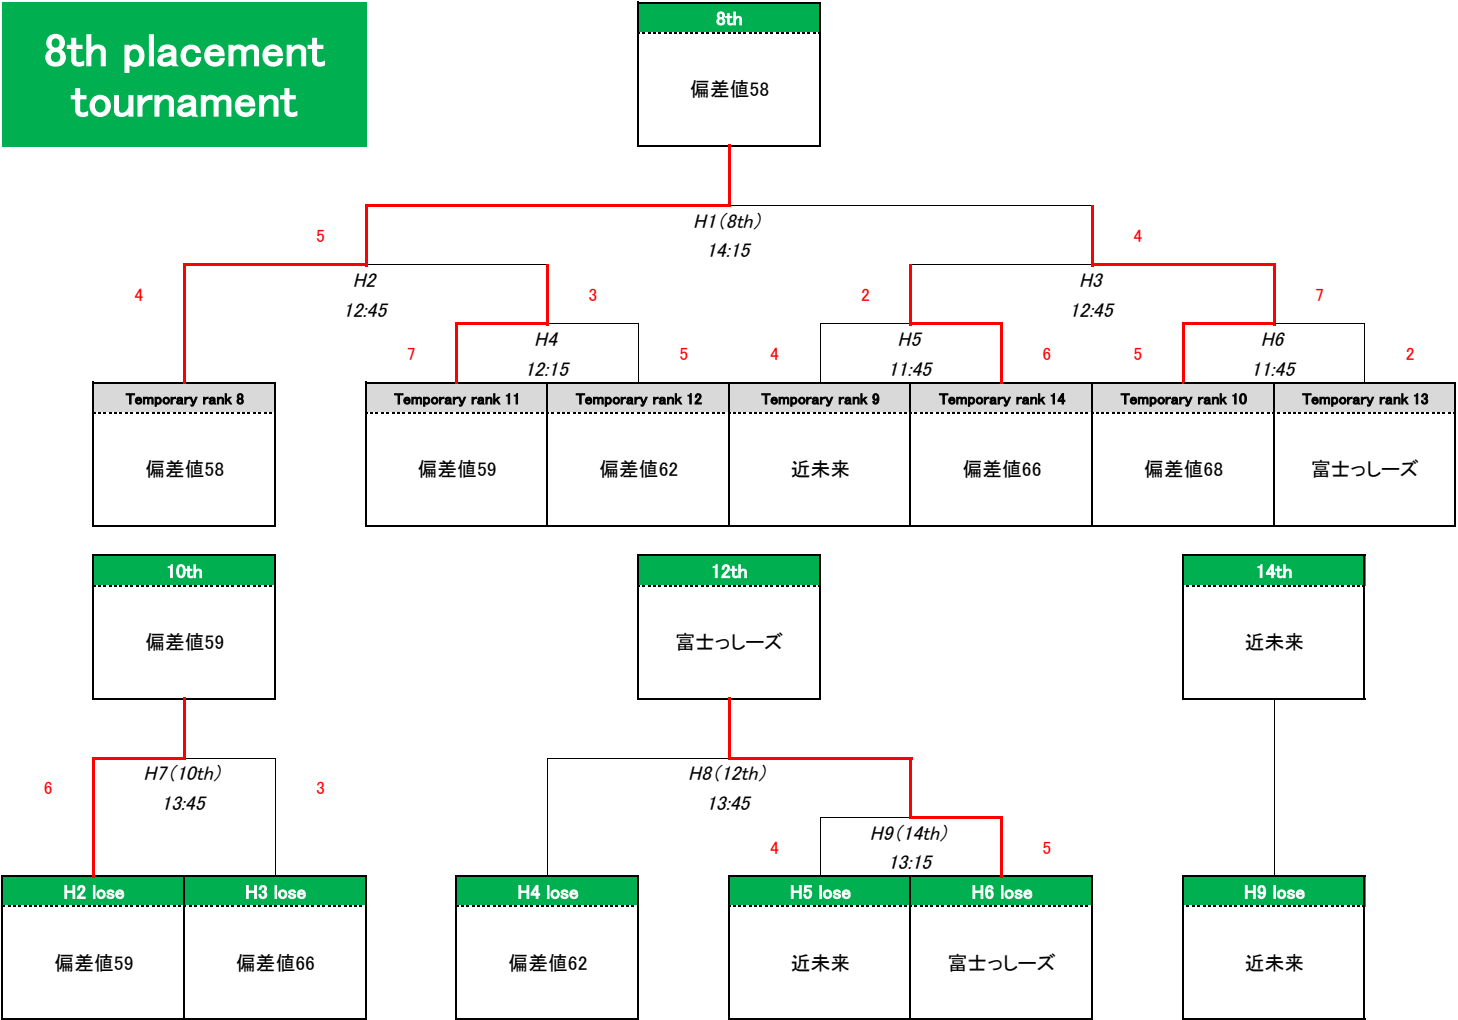 8th placement
tournament
8th
偏差値58
H1（8th）
14:15
5
4
H2
12:45
H3
12:45
4
3
2
7
H4
12:15
H5
11:45
H6
11:45
7
5
4
6
5
2
Temporary rank 8
Temporary rank 11
Temporary rank 12
Temporary rank 9
Temporary rank 14
Temporary rank 10
Temporary rank 13
偏差値58
偏差値59
偏差値62
近未来
偏差値66
偏差値68
富士っしーズ
10th
12th
14th
偏差値59
富士っしーズ
近未来
H7（10th）
13:45
6
3
H8（12th）
13:45
H9（14th）
13:15
4
5
H2 lose
H3 lose
H4 lose
H5 lose
H6 lose
H9 lose
偏差値59
偏差値66
偏差値62
近未来
富士っしーズ
近未来